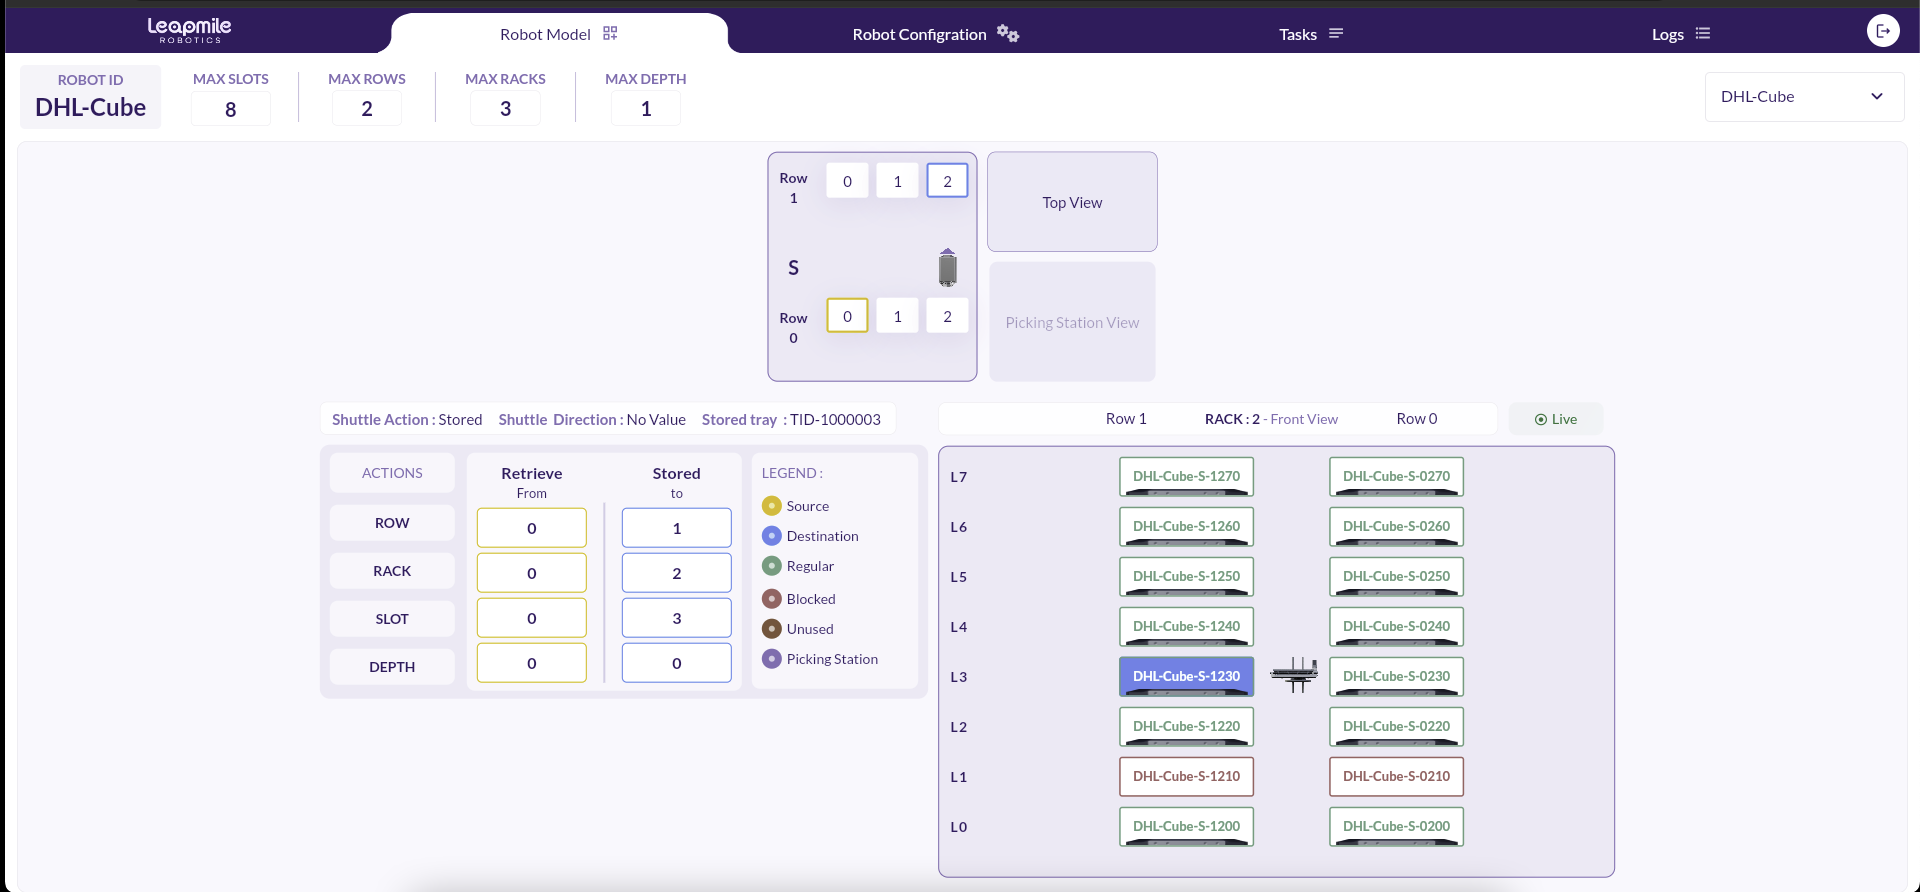 Leapmile
ROBOTICS
Robot Model
Robot Configration
Tasks
Logs
ROBOT ID
DHL-Cube
MAX SLOTS
8
MAX ROWS
2
MAX RACKS
3
MAX DEPTH
1
DHL-Cube
Row
1
0 1 2
S
Row
0
0 1 2
Top View
Picking Station View
Shuttle Action : Stored Shuttle Direction : No Value Stored tray : TID-1000003
ACTIONS
ROW
RACK
SLOT
DEPTH
Retrieve
From
0
0
0
0
Stored
to
1
2
3
0
LEGEND :
Source
Destination
Regular
Blocked
Unused
Picking Station
Row 1 RACK : 2 - Front View Row 0
Live
L7 DHL-Cube-S-1270 DHL-Cube-S-0270
L6 DHL-Cube-S-1260 DHL-Cube-S-0260
L5 DHL-Cube-S-1250 DHL-Cube-S-0250
L4 DHL-Cube-S-1240 DHL-Cube-S-0240
L3 DHL-Cube-S-1230 DHL-Cube-S-0230
L2 DHL-Cube-S-1220 DHL-Cube-S-0220
L1 DHL-Cube-S-1210 DHL-Cube-S-0210
L0 DHL-Cube-S-1200 DHL-Cube-S-0200